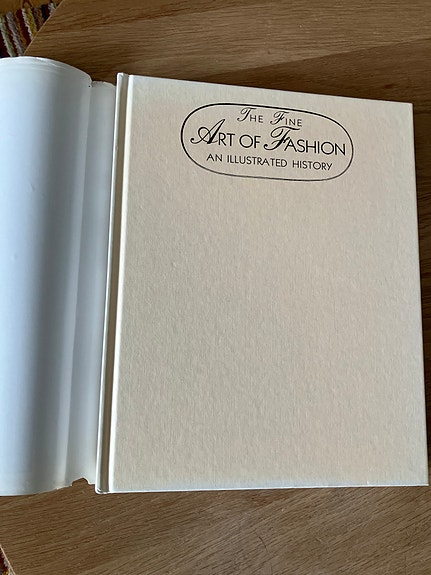 The Fine
Art of Fashion
AN ILLUSTRATED HISTORY